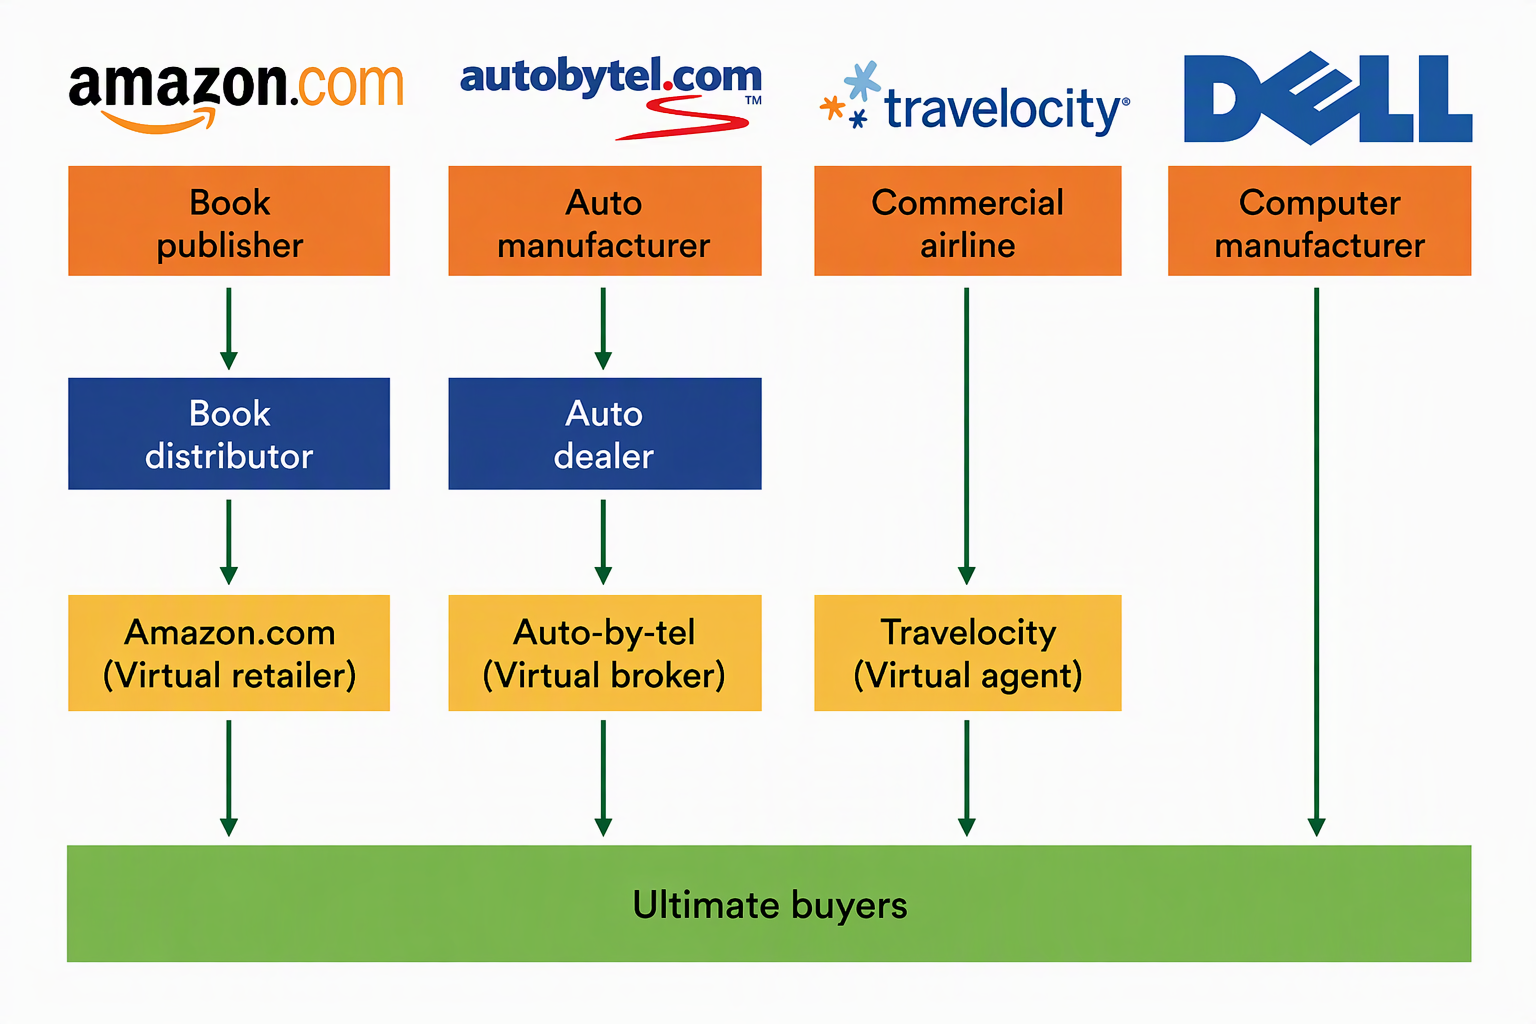 amazon.com
autobytel.com
TM
travelocity®
DELL
Book
publisher
Auto
manufacturer
Commercial
airline
Computer
manufacturer
Book
distributor
Auto
dealer
Amazon.com
(Virtual retailer)
Auto-by-tel
(Virtual broker)
Travelocity
(Virtual agent)
Ultimate buyers